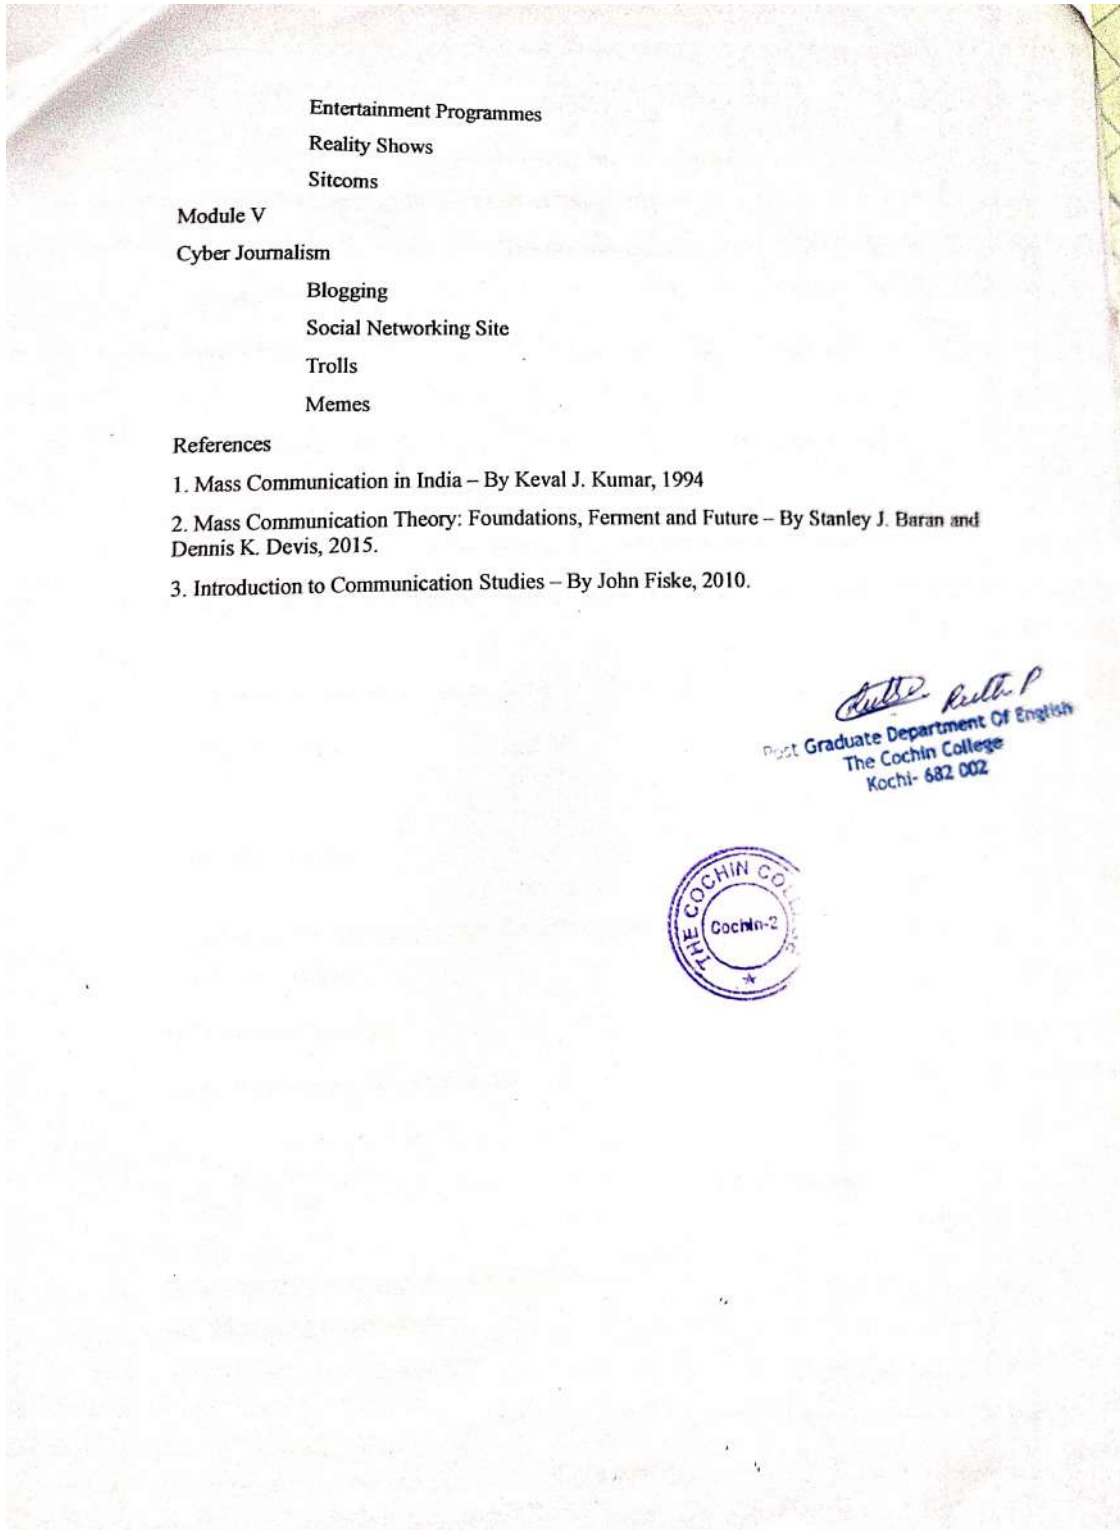 Entertainment Programmes
Reality Shows
Sitcoms
Module V
Cyber Journalism
Blogging
Social Networking Site
Trolls
Memes
References
1. Mass Communication in India – By Keval J. Kumar, 1994
2. Mass Communication Theory: Foundations, Ferment and Future – By Stanley J. Baran and
Dennis K. Devis, 2015.
3. Introduction to Communication Studies – By John Fiske, 2010.
Ruth P
Post Graduate Department Of English
The Cochin College
Kochi- 682 002
THE COCHIN COLLEGE
Cochin-2